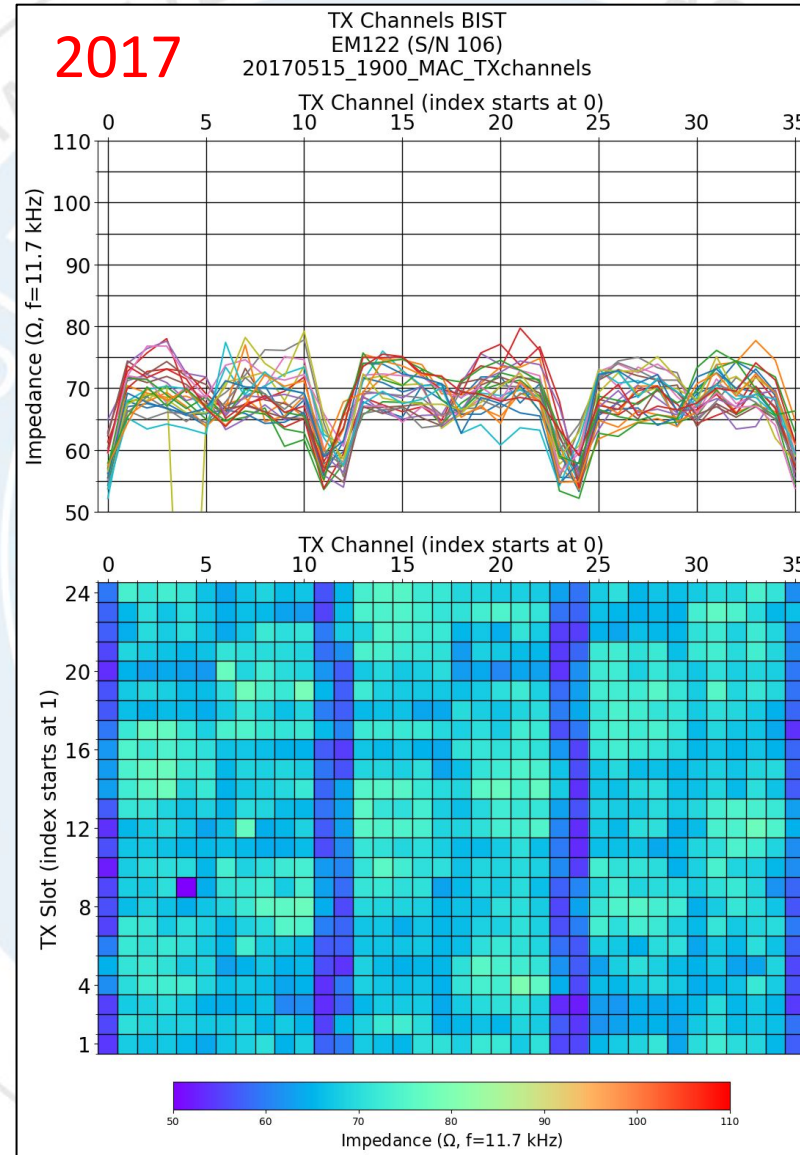 2017
TX Channels BIST
EM122 (S/N 106)
20170515_1900_MAC_TXchannels
TX Channel (index starts at 0)
0 5 10 15 20 25 30 35
110
100
90
80
70
60
50
Impedance (Ω, f=11.7 kHz)
TX Channel (index starts at 0)
0 5 10 15 20 25 30 35
24
20
16
12
8
4
1
TX Slot (index starts at 1)
50 60 70 80 90 100 110
Impedance (Ω, f=11.7 kHz)